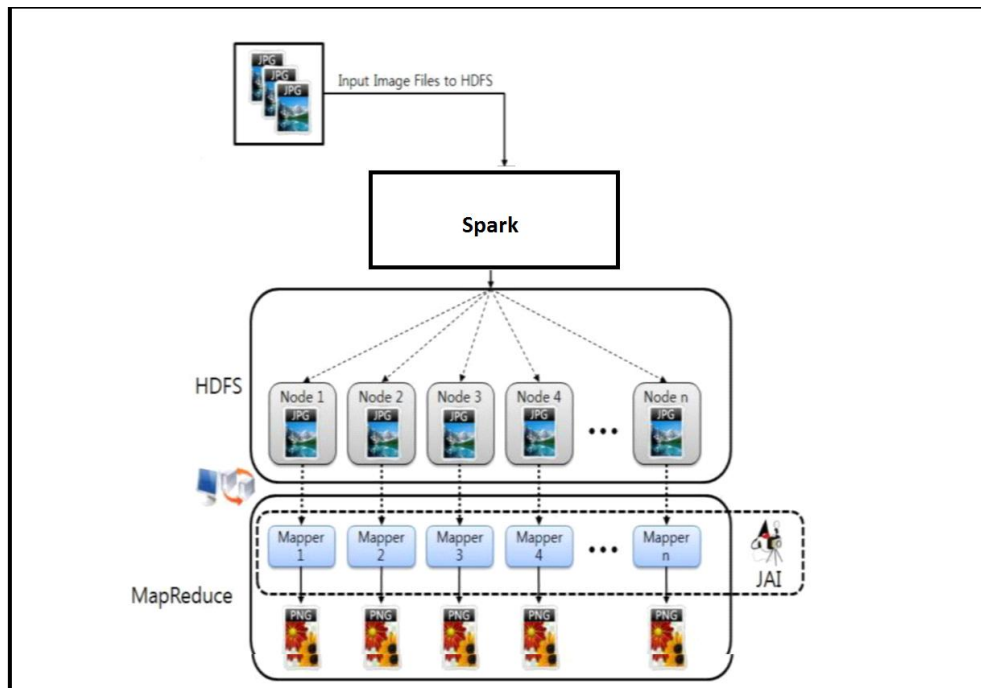 JPG
JPG
JPG
Input Image Files to HDFS
Spark
HDFS
Node 1 Node 2 Node 3 Node 4 Node n
JPG JPG JPG JPG JPG
Mapper 1
Mapper 2
Mapper 3
Mapper 4
Mapper n
JAI
MapReduce
PNG PNG PNG PNG PNG